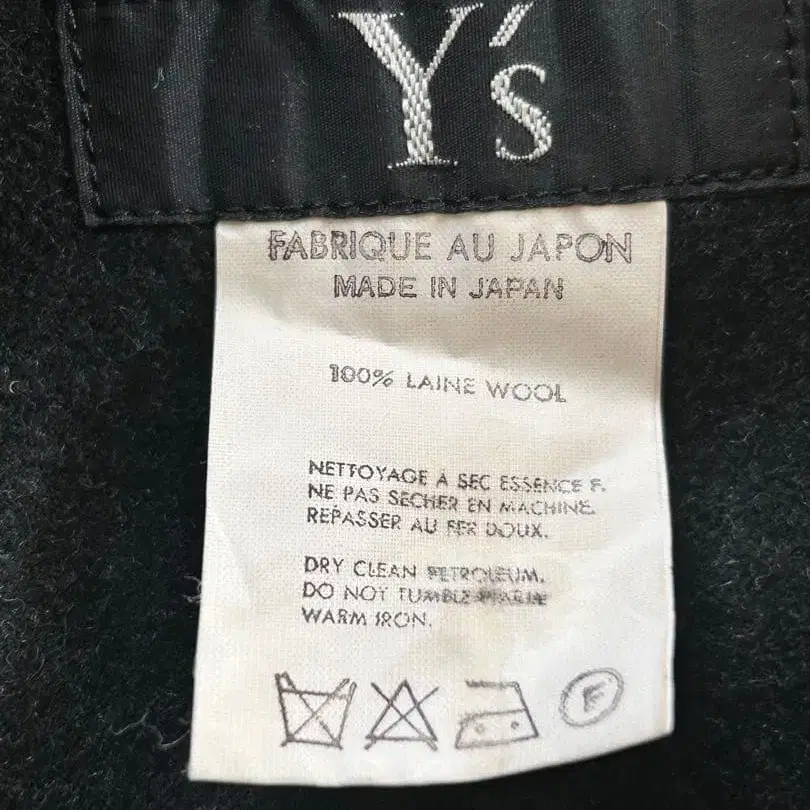 Y's
FABRIQUE AU JAPON
MADE IN JAPAN
100% LAINE WOOL
NETTOYAGE A SEC ESSENCE F.
NE PAS SECHER EN MACHINE.
REPASSER AU FER DOUX.
DRY CLEAN PETROLEUM.
DO NOT TUMBLE
WARM IRON.
F